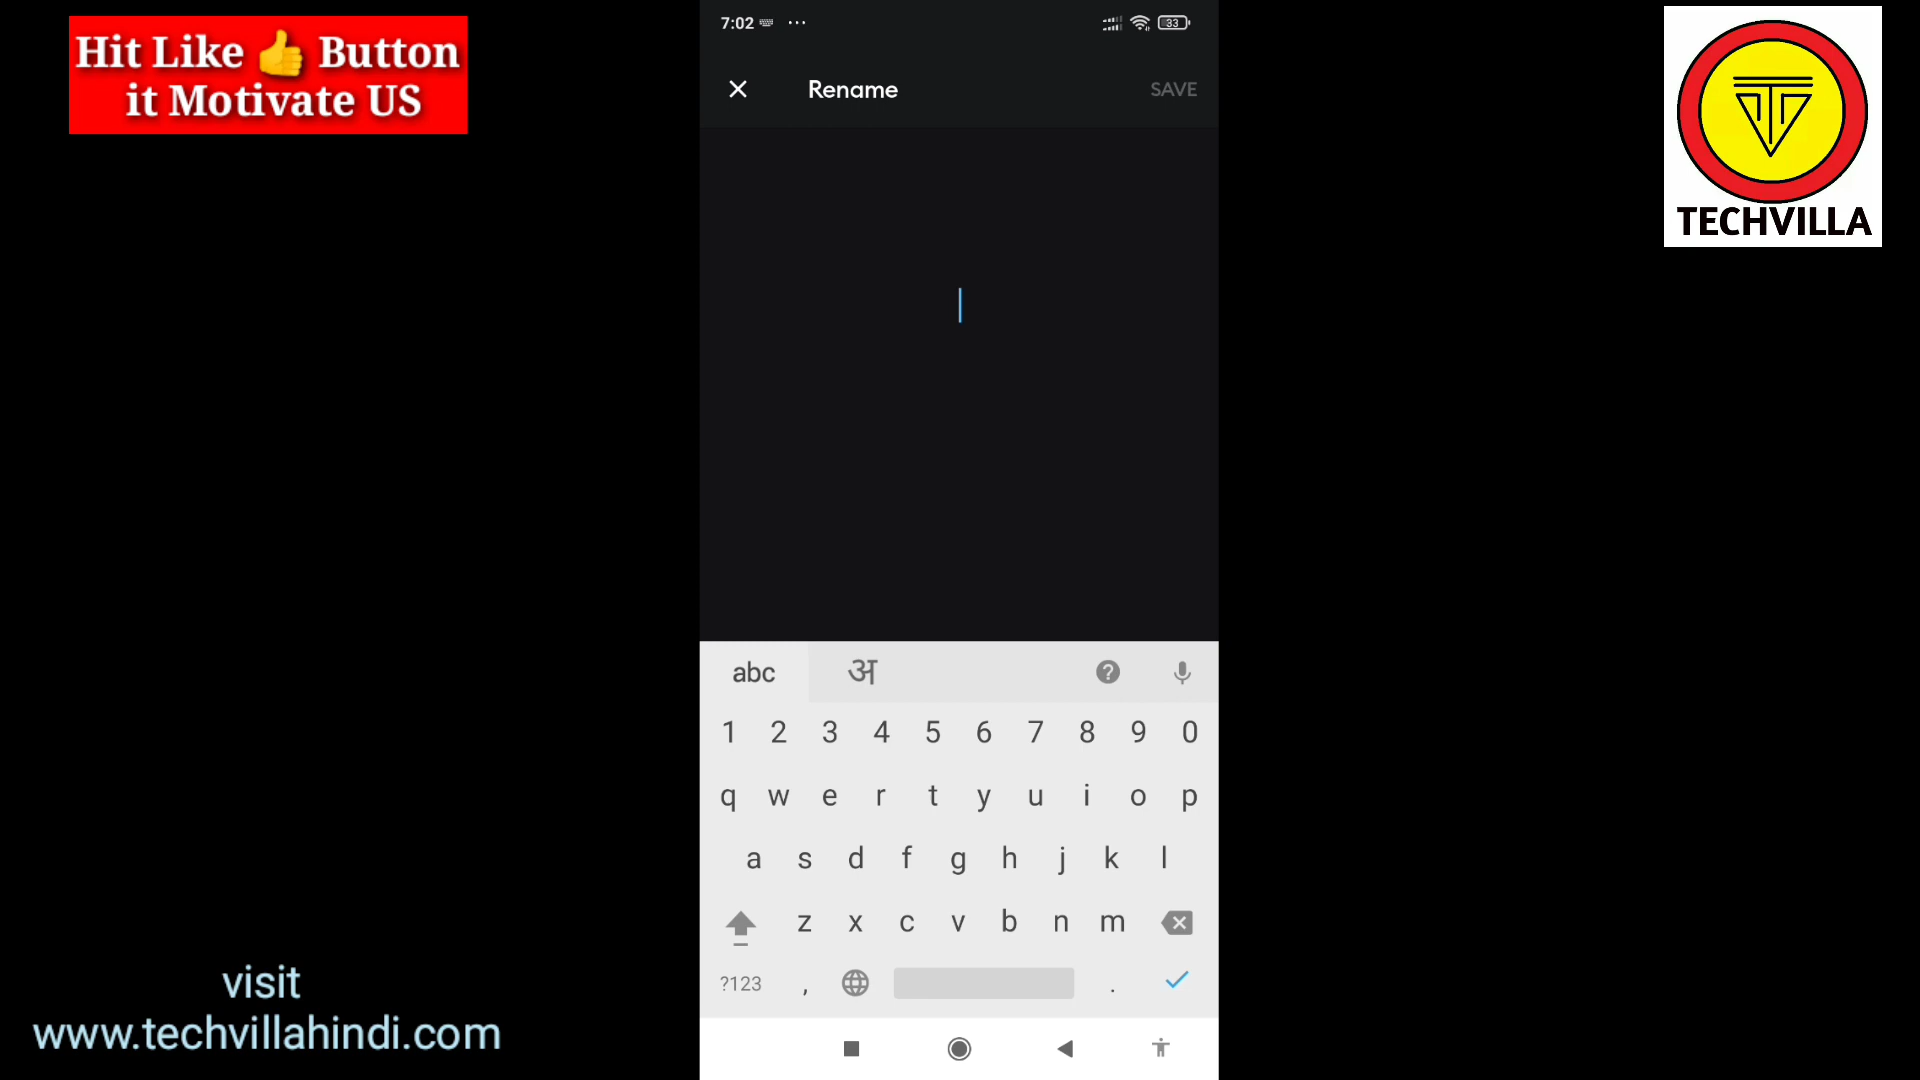 Hit Like 👍 Button
it Motivate US
7:02 ...
33
Rename
SAVE
TECHVILLA
abc अ
1 2 3 4 5 6 7 8 9 0
q w e r t y u i o p
a s d f g h j k l
z x c v b n m
?123 , .
visit
www.techvillahindi.com